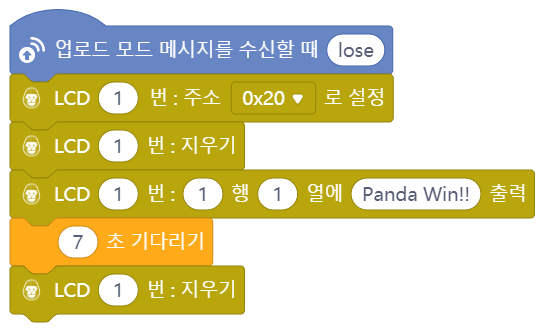 업로드 모드 메시지를 수신할 때 lose
LCD 1 번 : 주소 0x20 ▼ 로 설정
LCD 1 번 : 지우기
LCD 1 번 : 1 행 1 열에 Panda Win!! 출력
7 초 기다리기
LCD 1 번 : 지우기